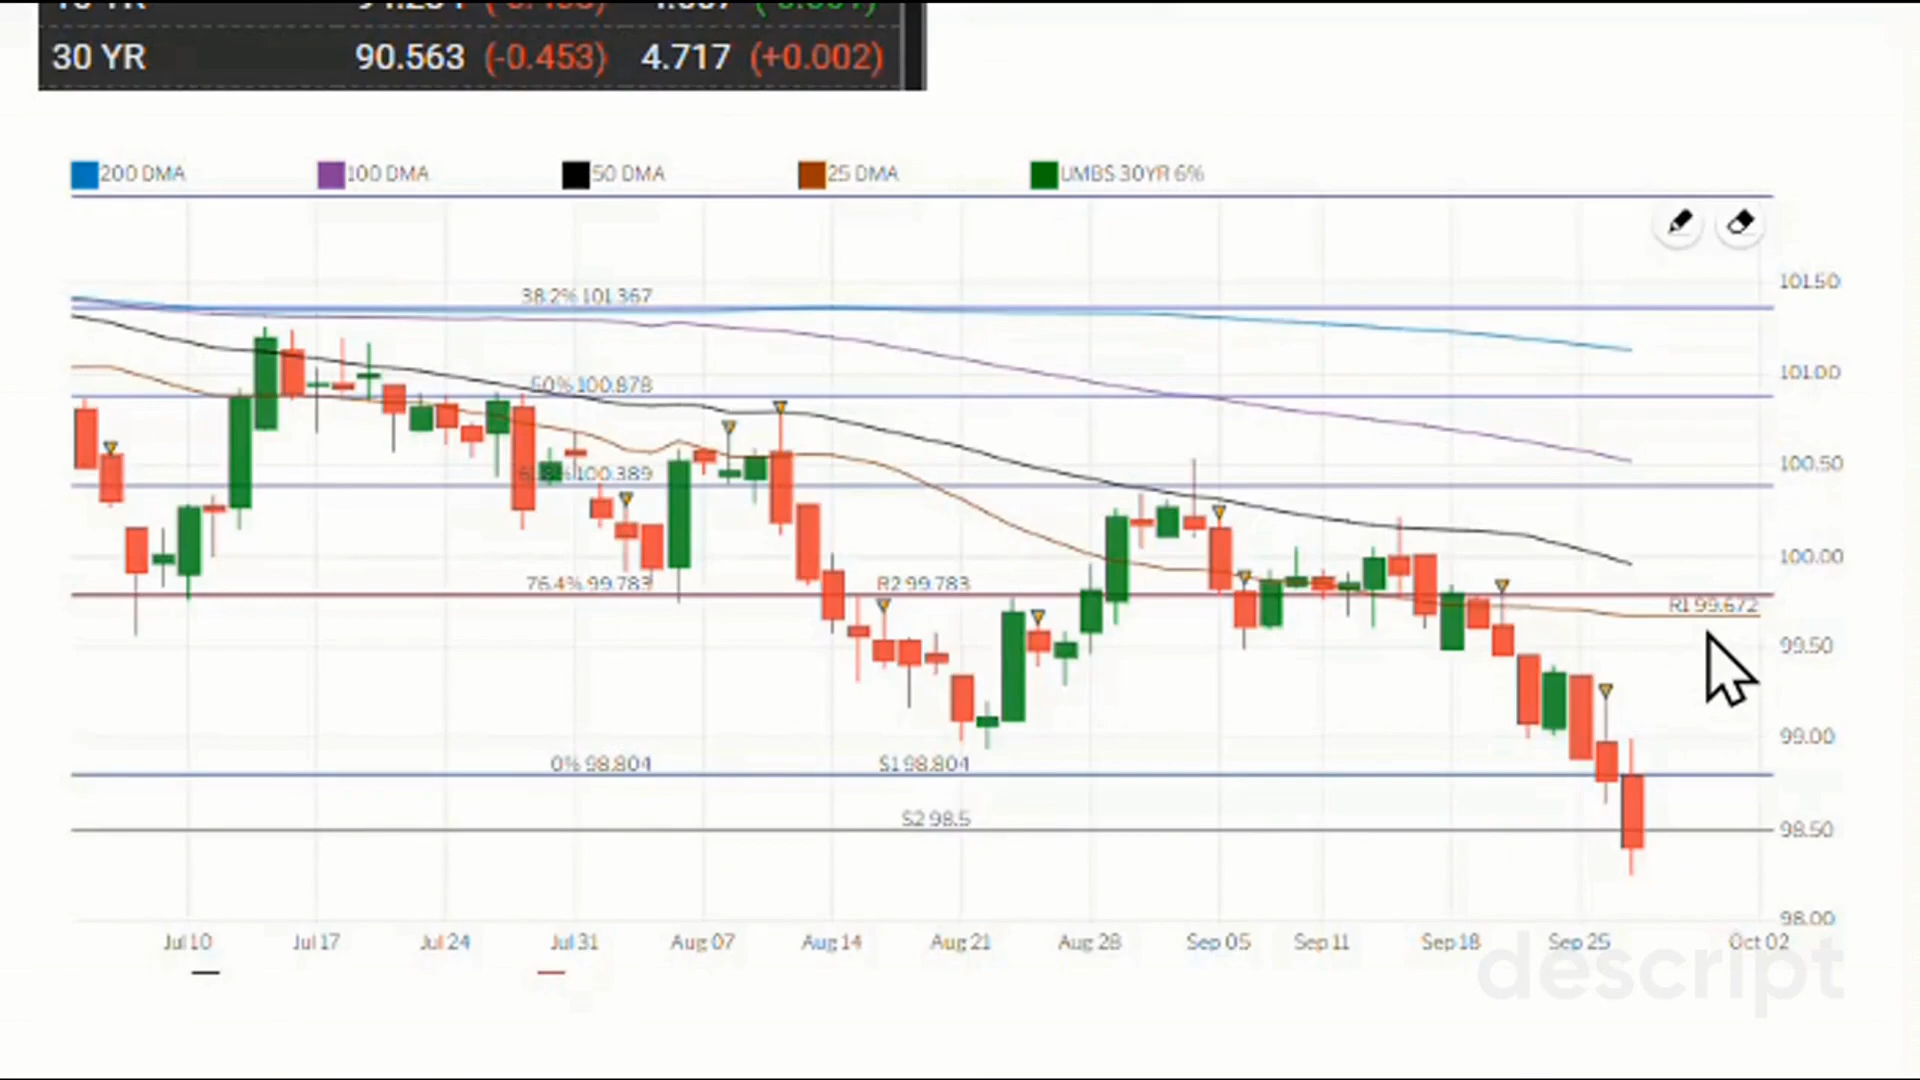 30 YR 90.563 (-0.453) 4.717 (+0.002)
200 DMA 100 DMA 50 DMA 25 DMA UMBS 30YR 6%
101.50
38.2% 101.367
101.00
50% 100.878
100.50
100.389
100.00
76.4% 99.783 R2 99.783
R1 99.672
99.50
99.00
0% 98.804 S1 98.804
S2 98.5
98.50
98.00
Jul 10 Jul 17 Jul 24 Jul 31 Aug 07 Aug 14 Aug 21 Aug 28 Sep 05 Sep 11 Sep 18 Sep 25 Oct 02
descript